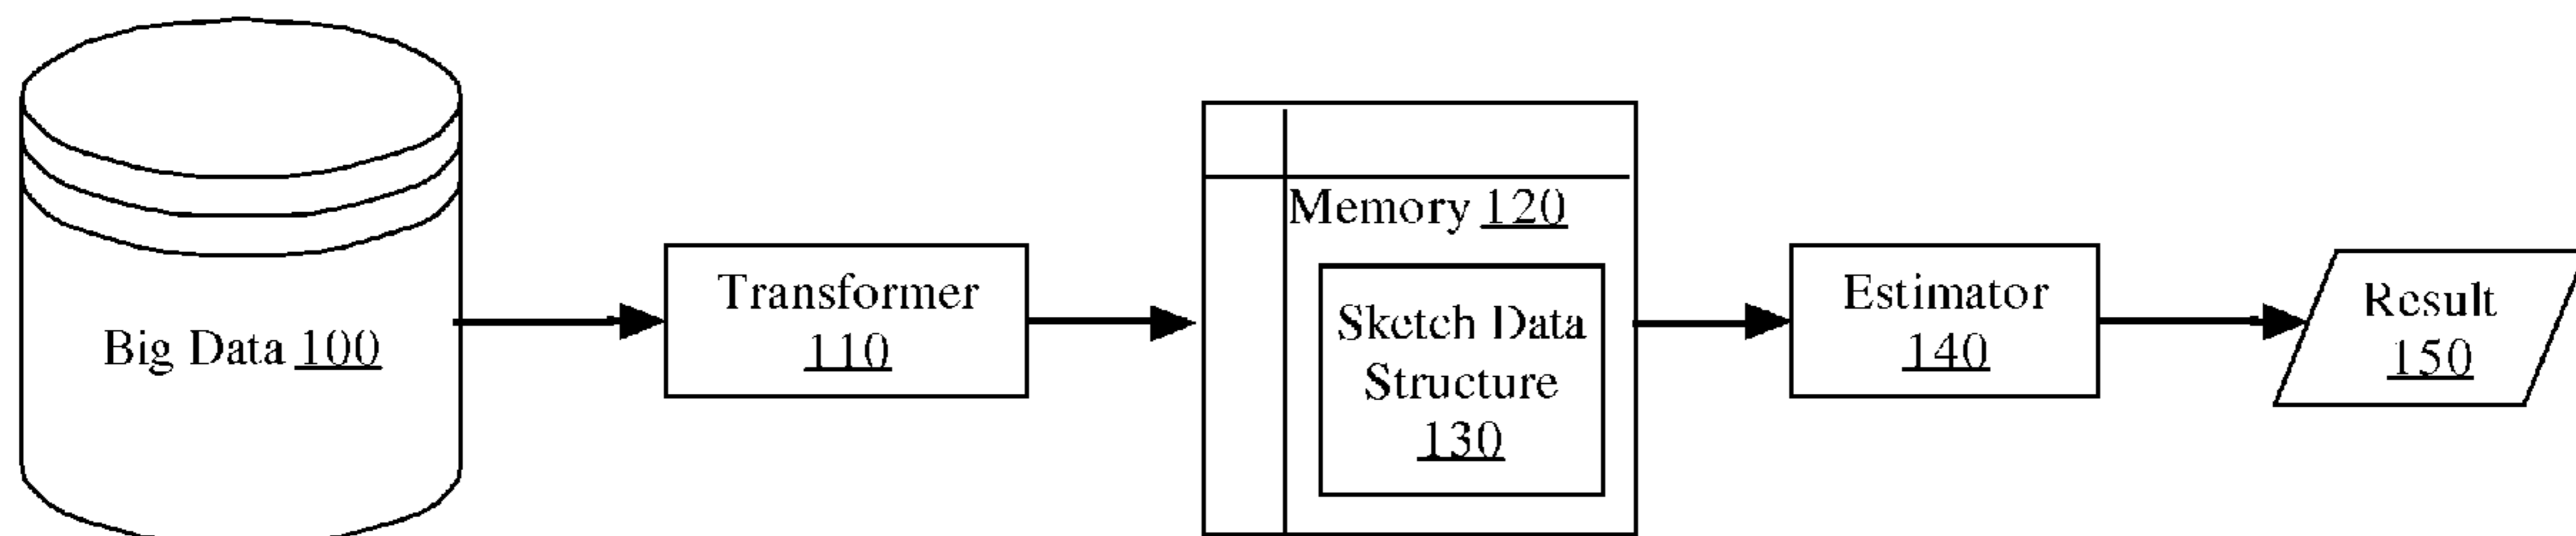 Big Data 100
Transformer
110
Memory 120
Sketch Data
Structure
130
Estimator
140
Result
150